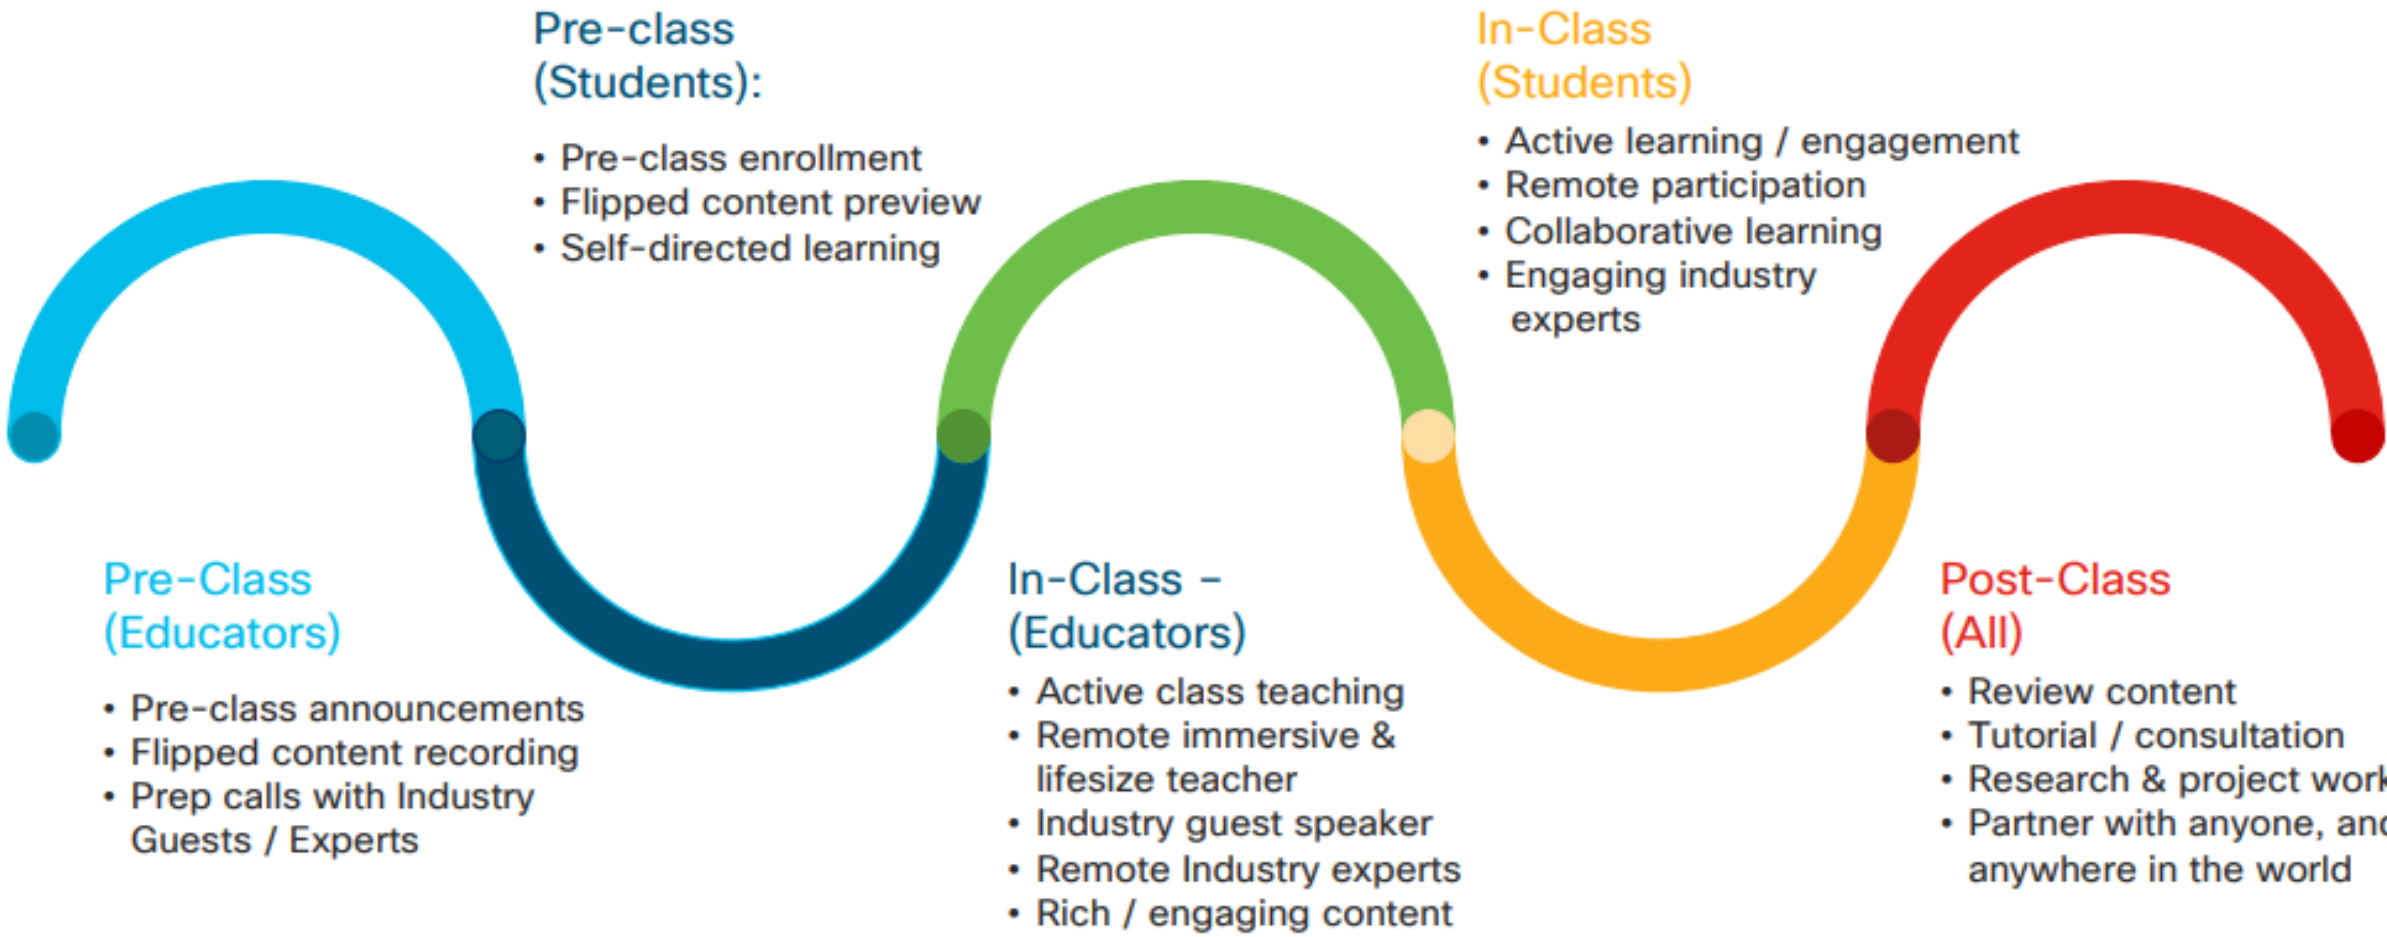 Pre-class
(Students):
• Pre-class enrollment
• Flipped content preview
• Self-directed learning
In-Class
(Students)
• Active learning / engagement
• Remote participation
• Collaborative learning
• Engaging industry
experts
Pre-Class
(Educators)
• Pre-class announcements
• Flipped content recording
• Prep calls with Industry
Guests / Experts
In-Class –
(Educators)
• Active class teaching
• Remote immersive &
lifesize teacher
• Industry guest speaker
• Remote Industry experts
• Rich / engaging content
Post-Class
(All)
• Review content
• Tutorial / consultation
• Research & project work
• Partner with anyone, and
anywhere in the world